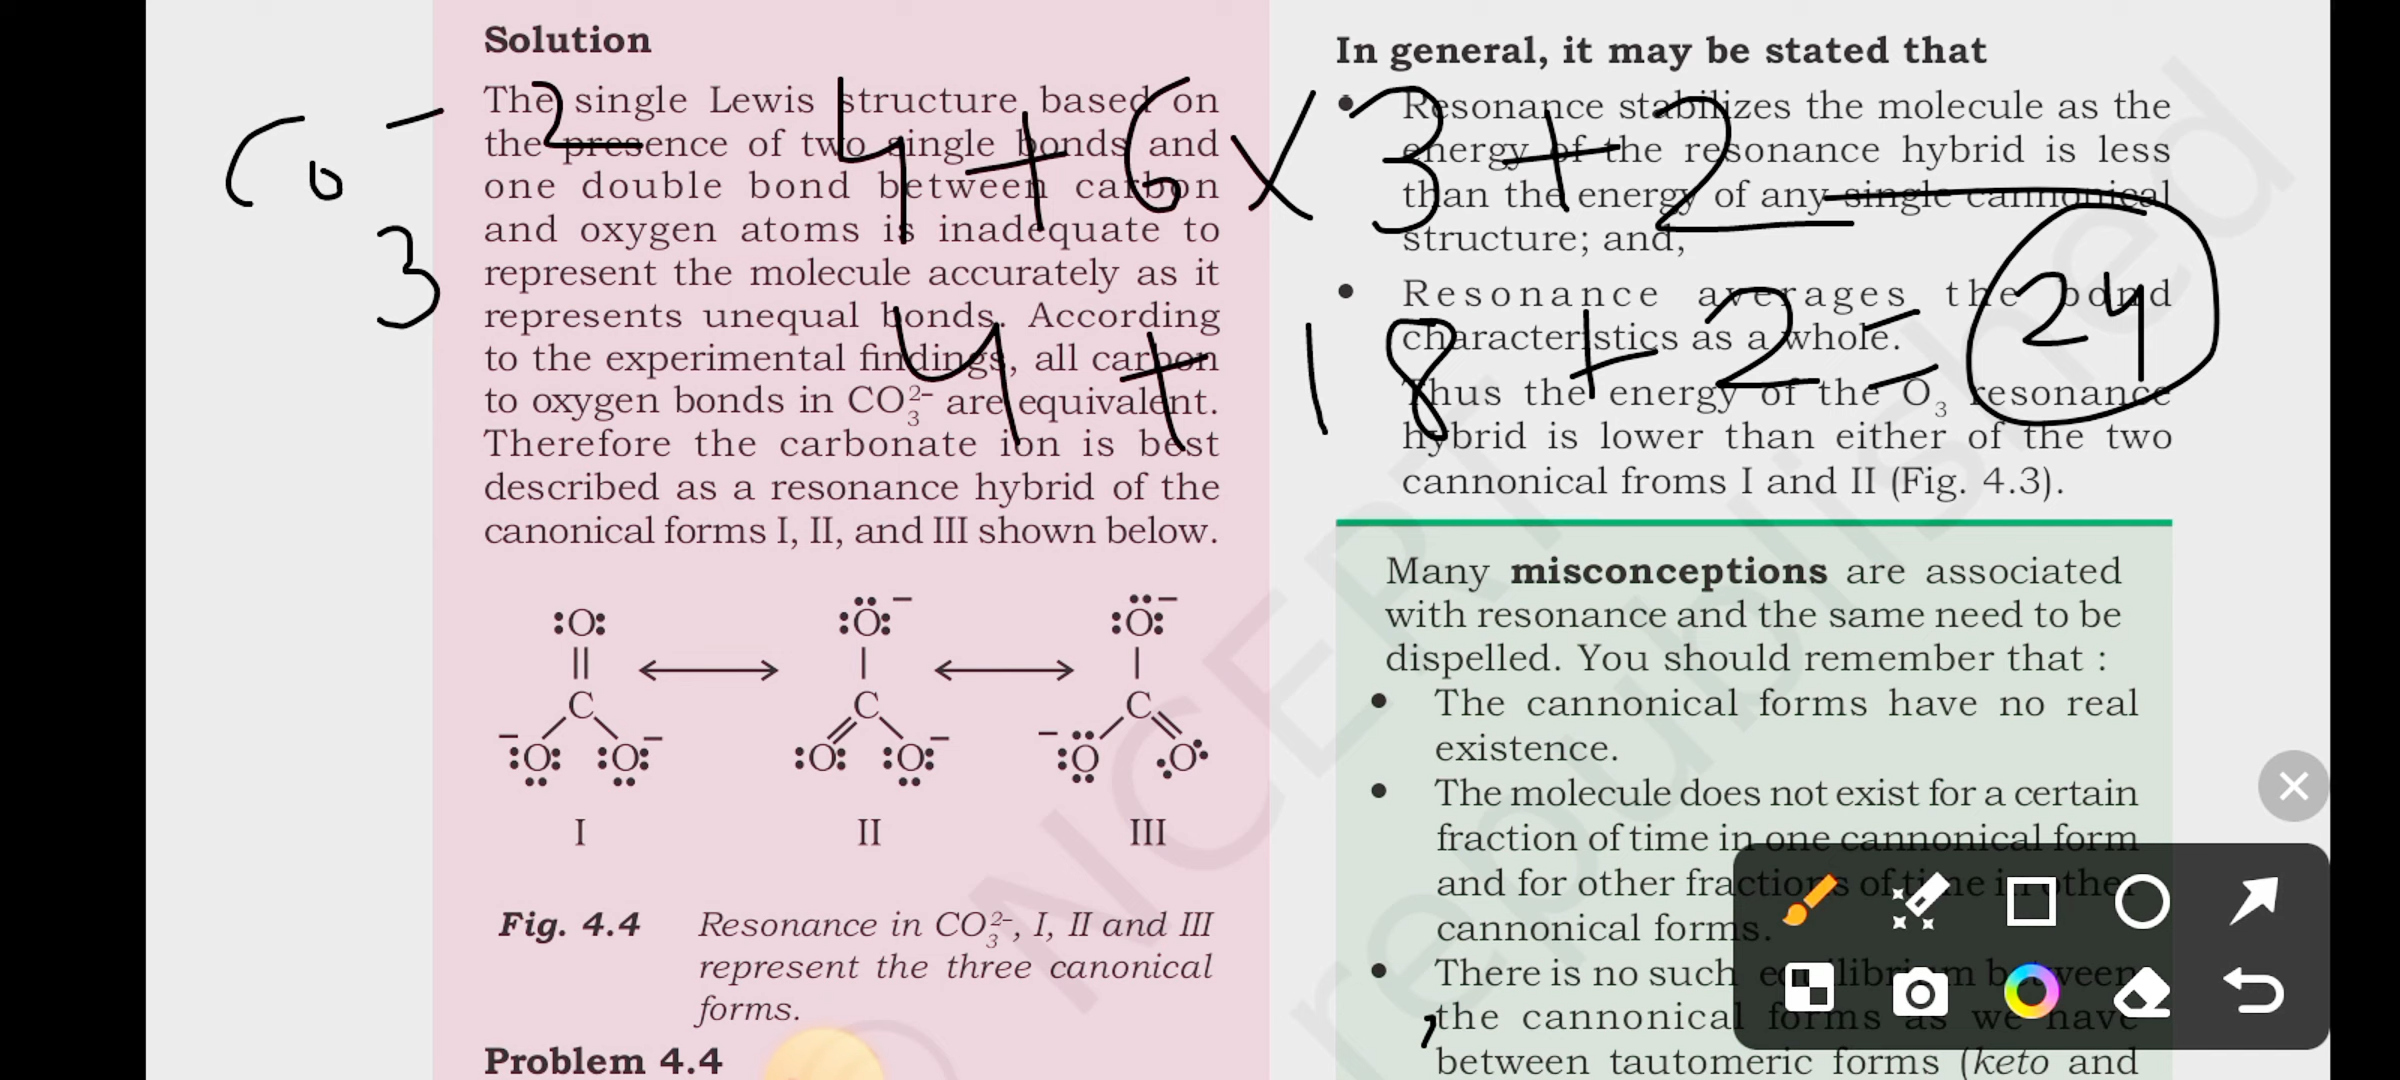 Solution
The single Lewis structure based on
the presence of two single bonds and
one double bond between carbon
and oxygen atoms is inadequate to
represent the molecule accurately as it
represents unequal bonds. According
to the experimental findings, all carbon
to oxygen bonds in CO₃²⁻ are equivalent.
Therefore the carbonate ion is best
described as a resonance hybrid of the
canonical forms I, II, and III shown below.
:O: :O:⁻ :O:⁻
C C C
⁻:O: :O:⁻ :O: :O:⁻ ⁻:O :O:
I II III
Fig. 4.4 Resonance in CO₃²⁻, I, II and III
represent the three canonical
forms.
Problem 4.4
In general, it may be stated that
• Resonance stabilizes the molecule as the
energy of the resonance hybrid is less
than the energy of any single cannonical
structure; and,
• Resonance averages the bond
characteristics as a whole.
Thus the energy of the O₃ resonance
hybrid is lower than either of the two
cannonical froms I and II (Fig. 4.3).
Many misconceptions are associated
with resonance and the same need to be
dispelled. You should remember that :
• The cannonical forms have no real
existence.
• The molecule does not exist for a certain
fraction of time in one cannonical form
and for other fractions of time in other
cannonical forms.
• There is no such equilibrium between
the cannonical forms as we have
between tautomeric forms (keto and
CO₃⁻² 4+6×3+2
4+18+2=24
NCERT
republished